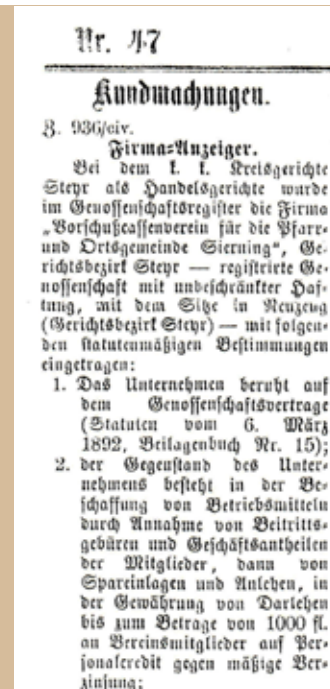 Nr. 47
Kundmachungen.
Z. 936/civ.
Firma-Anzeiger.
Bei dem k. k. Kreisgerichte
Steyr als Handelsgerichte wurde
im Genossenschaftsregister die Firma
„Vorschußcassenverein für die Pfarr-
und Ortsgemeinde Sierning“, Ge-
richtsbezirk Steyr — registrirte Ge-
nossenschaft mit unbeschränkter Haf-
tung, mit dem Sitze in Neuzeug
(Gerichtsbezirk Steyr) — mit folgen-
den statutenmäßigen Bestimmungen
eingetragen:
1. Das Unternehmen beruht auf
dem Genossenschaftsvertrage
(Statuten vom 6. März
1892, Beilagenbuch Nr. 15);
2. der Gegenstand des Unter-
nehmens besteht in der Be-
schaffung von Betriebsmitteln
durch Annahme von Beitritts-
gebüren und Geschäftsantheilen
der Mitglieder, dann von
Spareinlagen und Anlehen, in
der Gewährung von Darlehen
bis zum Betrage von 1000 fl.
an Vereinsmitglieder auf Per-
sonalcredit gegen mäßige Ver-
zinsung;